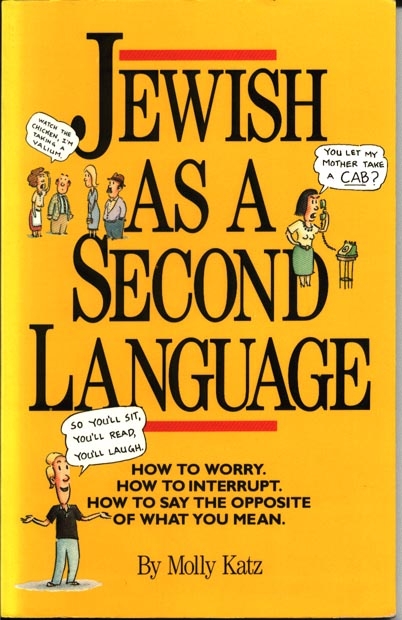 JEWISH
WATCH THE
CHICKEN, I'M
TAKING A
VALIUM.
AS A
YOU LET MY
MOTHER TAKE
A CAB?
SECOND
LANGUAGE
SO YOU'LL SIT,
YOU'LL READ,
YOU'LL LAUGH.
HOW TO WORRY.
HOW TO INTERRUPT.
HOW TO SAY THE OPPOSITE
OF WHAT YOU MEAN.
By Molly Katz